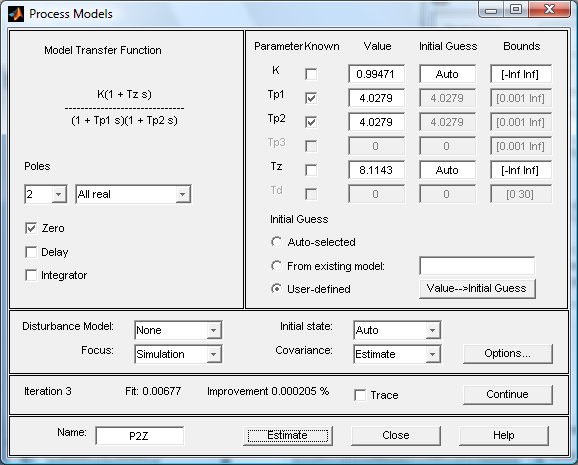 Process Models
Model Transfer Function
K(1 + Tz s)
------------------------------
(1 + Tp1 s)(1 + Tp2 s)
Poles
2 All real
Zero
Delay
Integrator
Parameter Known Value Initial Guess Bounds
K 0.99471 Auto [-Inf Inf]
Tp1 4.0279 4.0279 [0.001 Inf]
Tp2 4.0279 4.0279 [0.001 Inf]
Tp3 0 0 [0.001 Inf]
Tz 8.1143 Auto [-Inf Inf]
Td 0 0 [0 30]
Initial Guess
Auto-selected
From existing model:
User-defined Value-->Initial Guess
Disturbance Model: None Initial state: Auto
Focus: Simulation Covariance: Estimate Options...
Iteration 3 Fit: 0.00677 Improvement 0.000205 % Trace Continue
Name: P2Z Estimate Close Help